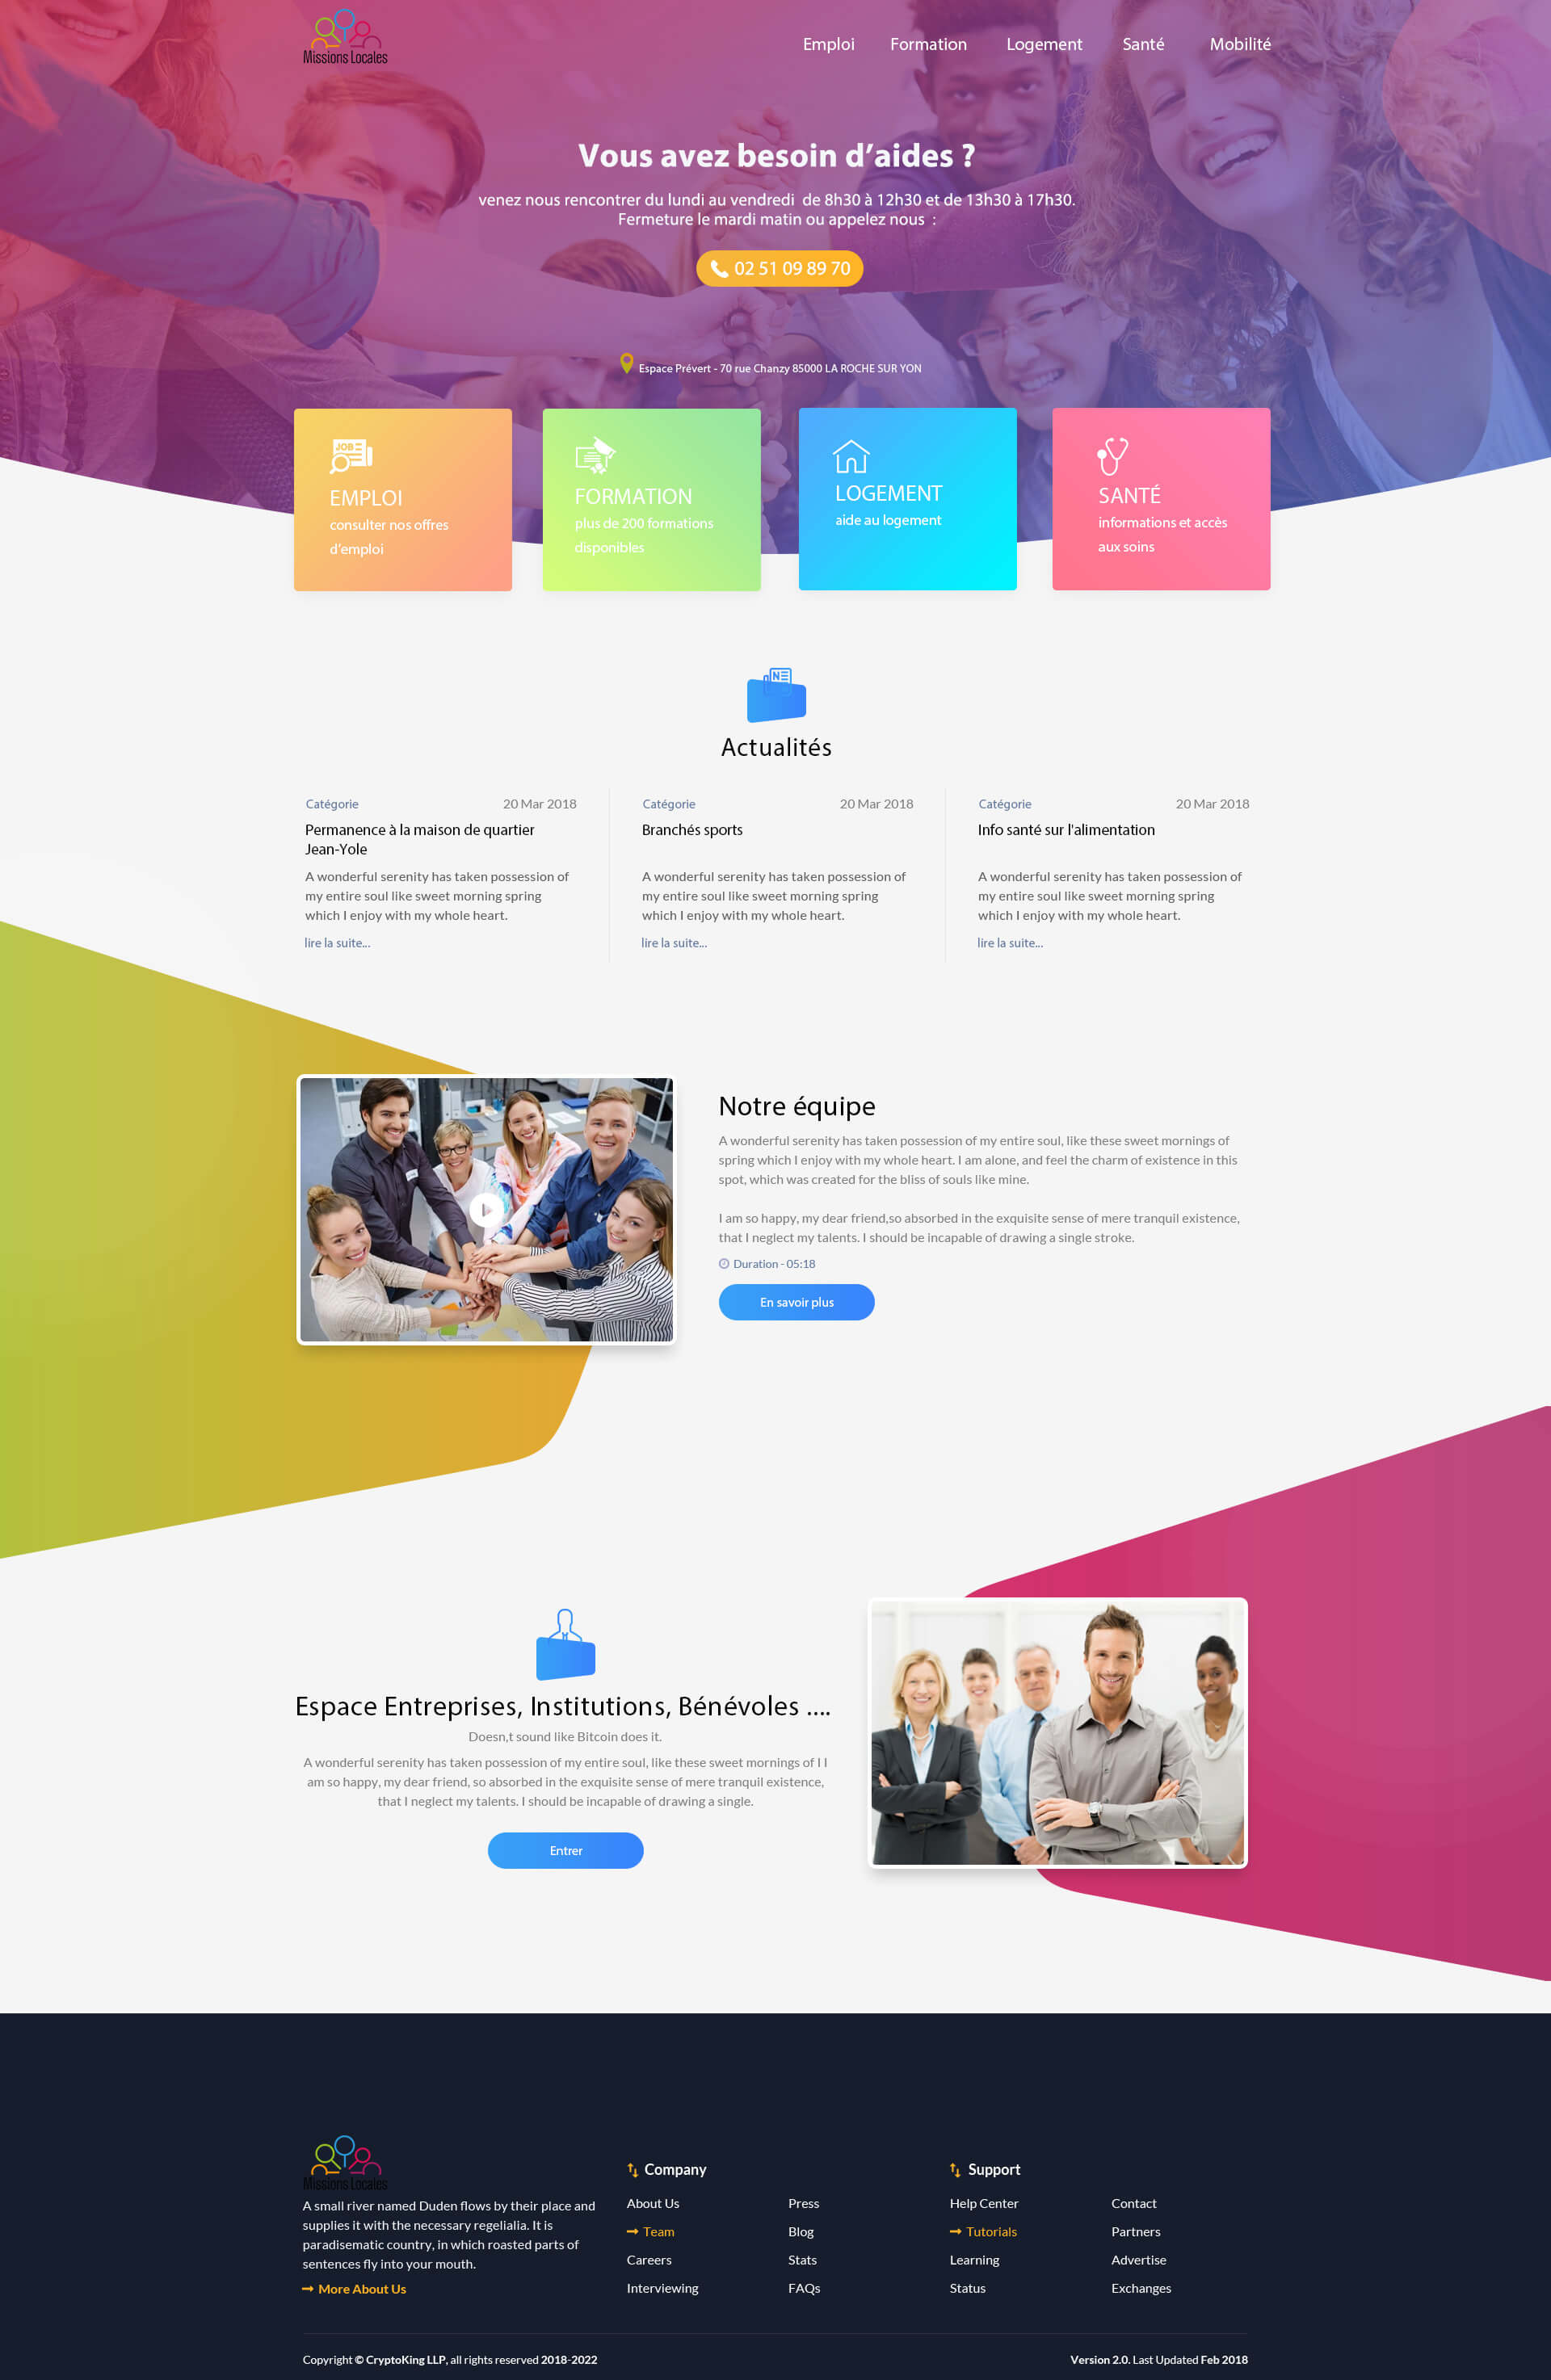 Missions Locales
Emploi Formation Logement Santé Mobilité
Vous avez besoin d’aides ?
venez nous rencontrer du lundi au vendredi de 8h30 à 12h30 et de 13h30 à 17h30.
Fermeture le mardi matin ou appelez nous :
02 51 09 89 70
Espace Prévert - 70 rue Chanzy 85000 LA ROCHE SUR YON
JOB
EMPLOI
consulter nos offres
d’emploi
FORMATION
plus de 200 formations
disponibles
LOGEMENT
aide au logement
SANTÉ
informations et accès
aux soins
Actualités
Catégorie 20 Mar 2018
Permanence à la maison de quartier
Jean-Yole
A wonderful serenity has taken possession of
my entire soul like sweet morning spring
which I enjoy with my whole heart.
lire la suite...
Catégorie 20 Mar 2018
Branchés sports
A wonderful serenity has taken possession of
my entire soul like sweet morning spring
which I enjoy with my whole heart.
lire la suite...
Catégorie 20 Mar 2018
Info santé sur l'alimentation
A wonderful serenity has taken possession of
my entire soul like sweet morning spring
which I enjoy with my whole heart.
lire la suite...
Notre équipe
A wonderful serenity has taken possession of my entire soul, like these sweet mornings of
spring which I enjoy with my whole heart. I am alone, and feel the charm of existence in this
spot, which was created for the bliss of souls like mine.
I am so happy, my dear friend,so absorbed in the exquisite sense of mere tranquil existence,
that I neglect my talents. I should be incapable of drawing a single stroke.
Duration - 05:18
En savoir plus
Espace Entreprises, Institutions, Bénévoles ....
Doesn,t sound like Bitcoin does it.
A wonderful serenity has taken possession of my entire soul, like these sweet mornings of I I
am so happy, my dear friend, so absorbed in the exquisite sense of mere tranquil existence,
that I neglect my talents. I should be incapable of drawing a single.
Entrer
Missions Locales
A small river named Duden flows by their place and
supplies it with the necessary regelialia. It is
paradisematic country, in which roasted parts of
sentences fly into your mouth.
More About Us
Company
About Us Press
Team Blog
Careers Stats
Interviewing FAQs
Support
Help Center Contact
Tutorials Partners
Learning Advertise
Status Exchanges
Copyright © CryptoKing LLP, all rights reserved 2018-2022
Version 2.0. Last Updated Feb 2018